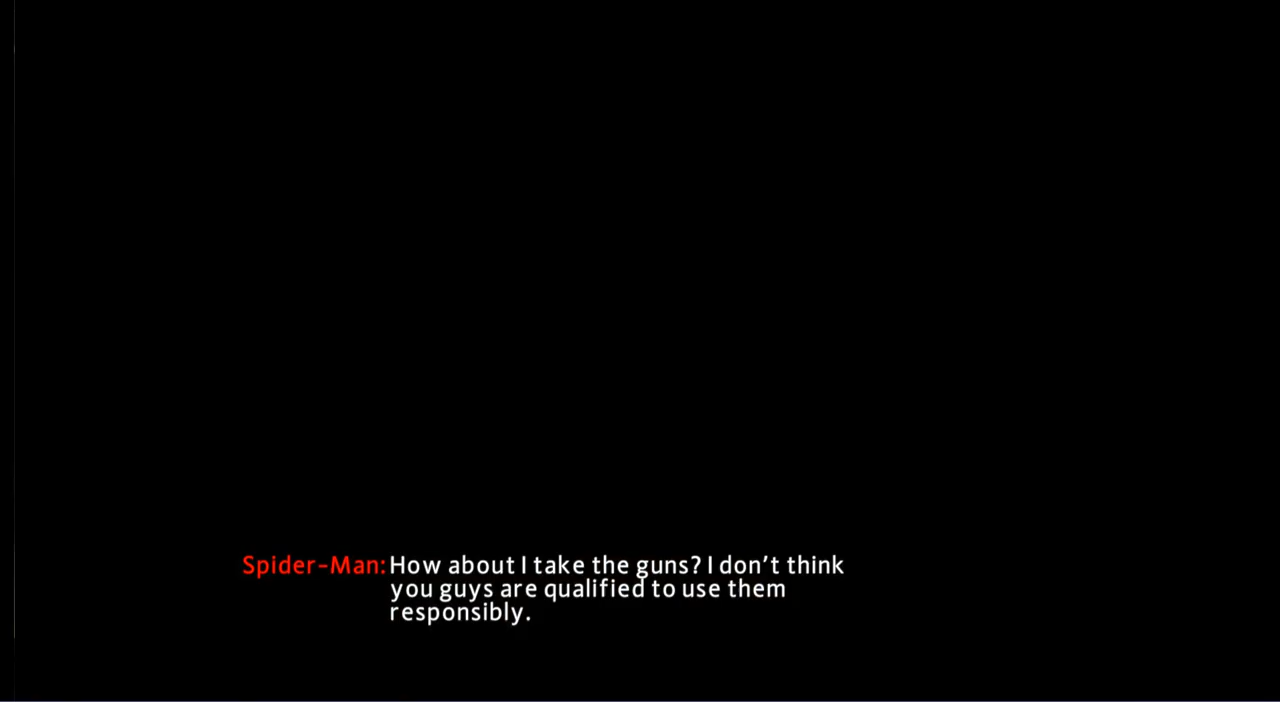 Spider-Man: How about I take the guns? I don't think
you guys are qualified to use them
responsibly.